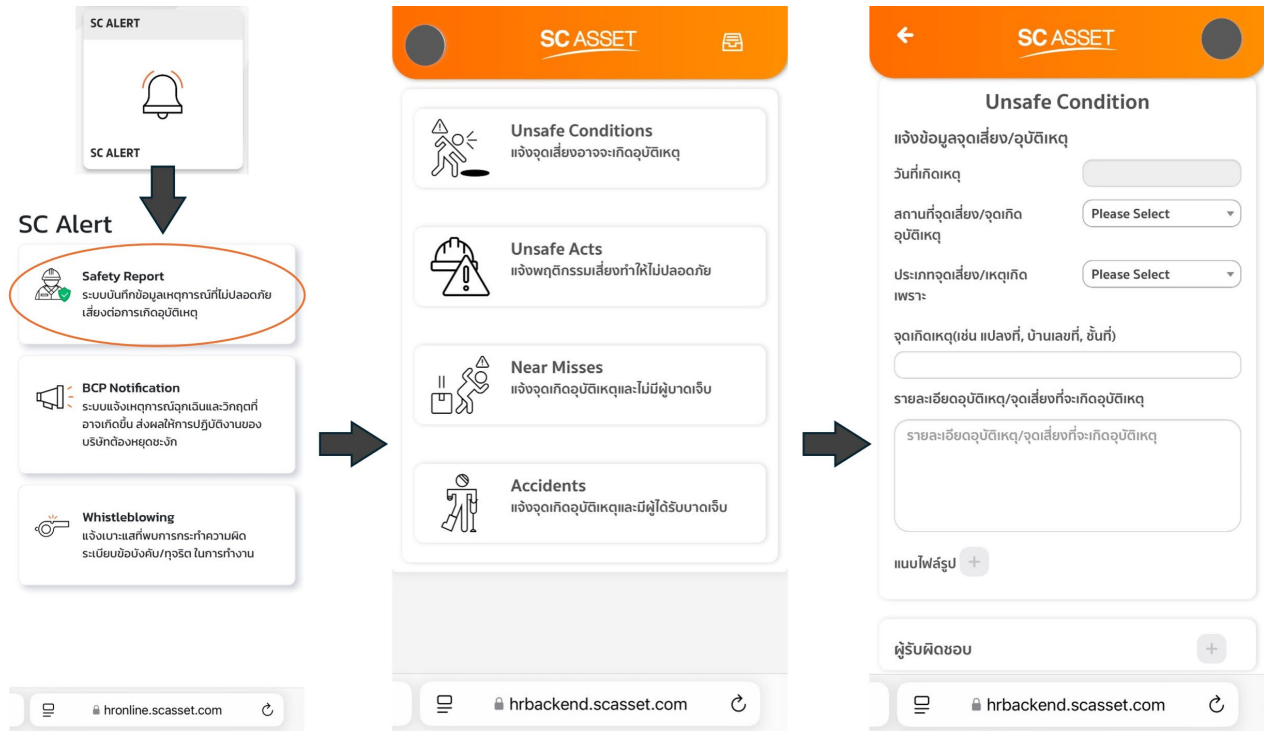 SC ALERT
SC ALERT
SC Alert
Safety Report
ระบบบันทึกข้อมูลเหตุการณ์ที่ไม่ปลอดภัย
เสี่ยงต่อการเกิดอุบัติเหตุ
BCP Notification
ระบบแจ้งเหตุการณ์ฉุกเฉินและวิกฤตที่
อาจเกิดขึ้น ส่งผลให้การปฏิบัติงานของ
บริษัทต้องหยุดชะงัก
Whistleblowing
แจ้งเบาะแสที่พบการกระทำความผิด
ระเบียบข้อบังคับ/ทุจริต ในการทำงาน
hronline.scasset.com
SC ASSET
Unsafe Conditions
แจ้งจุดเสี่ยงอาจจะเกิดอุบัติเหตุ
Unsafe Acts
แจ้งพฤติกรรมเสี่ยงทำให้ไม่ปลอดภัย
Near Misses
แจ้งจุดเกิดอุบัติเหตุและไม่มีผู้บาดเจ็บ
Accidents
แจ้งจุดเกิดอุบัติเหตุและมีผู้ได้รับบาดเจ็บ
hrbackend.scasset.com
SC ASSET
Unsafe Condition
แจ้งข้อมูลจุดเสี่ยง/อุบัติเหตุ
วันที่เกิดเหตุ
สถานที่จุดเสี่ยง/จุดเกิด
อุบัติเหตุ
Please Select
ประเภทจุดเสี่ยง/เหตุเกิด
เพราะ
Please Select
จุดเกิดเหตุ(เช่น แปลงที่, บ้านเลขที่, ชั้นที่)
รายละเอียดอุบัติเหตุ/จุดเสี่ยงที่จะเกิดอุบัติเหตุ
รายละเอียดอุบัติเหตุ/จุดเสี่ยงที่จะเกิดอุบัติเหตุ
แนบไฟล์รูป
ผู้รับผิดชอบ
hrbackend.scasset.com